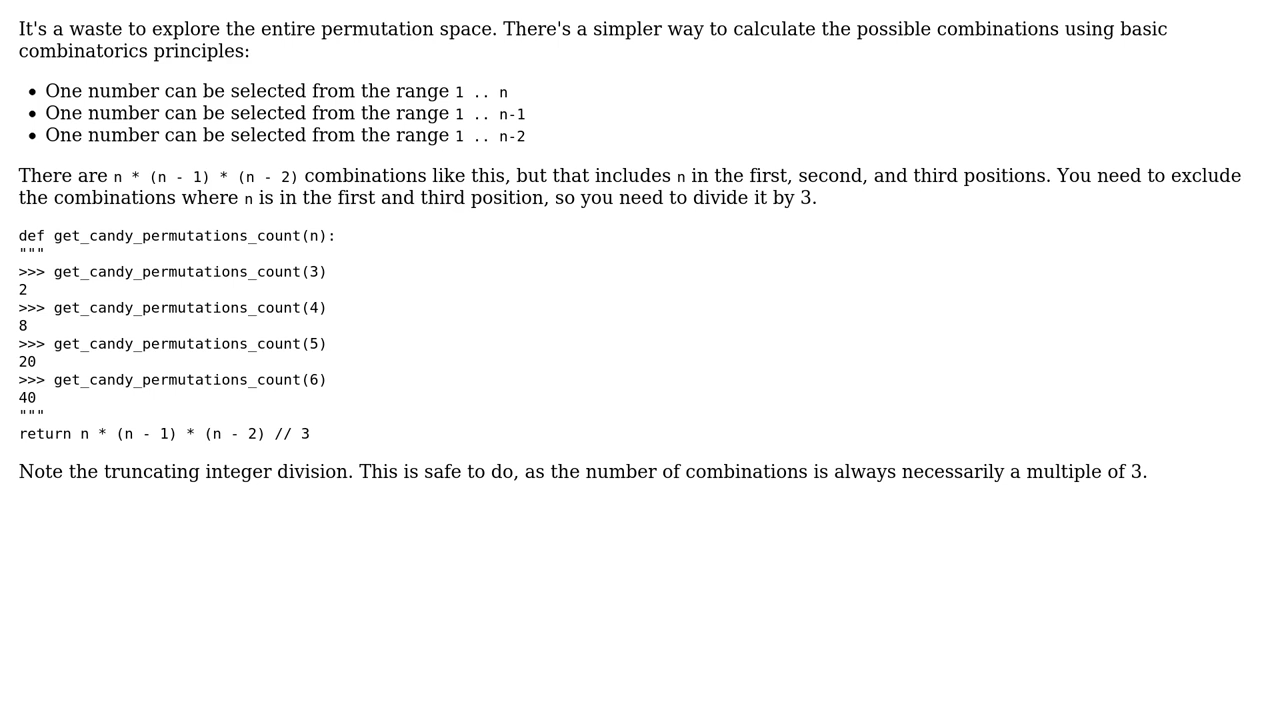 It's a waste to explore the entire permutation space. There's a simpler way to calculate the possible combinations using basic
combinatorics principles:
• One number can be selected from the range 1 .. n
• One number can be selected from the range 1 .. n-1
• One number can be selected from the range 1 .. n-2
There are n * (n - 1) * (n - 2) combinations like this, but that includes n in the first, second, and third positions. You need to exclude
the combinations where n is in the first and third position, so you need to divide it by 3.
def get_candy_permutations_count(n):
"""
>>> get_candy_permutations_count(3)
2
>>> get_candy_permutations_count(4)
8
>>> get_candy_permutations_count(5)
20
>>> get_candy_permutations_count(6)
40
"""
return n * (n - 1) * (n - 2) // 3
Note the truncating integer division. This is safe to do, as the number of combinations is always necessarily a multiple of 3.